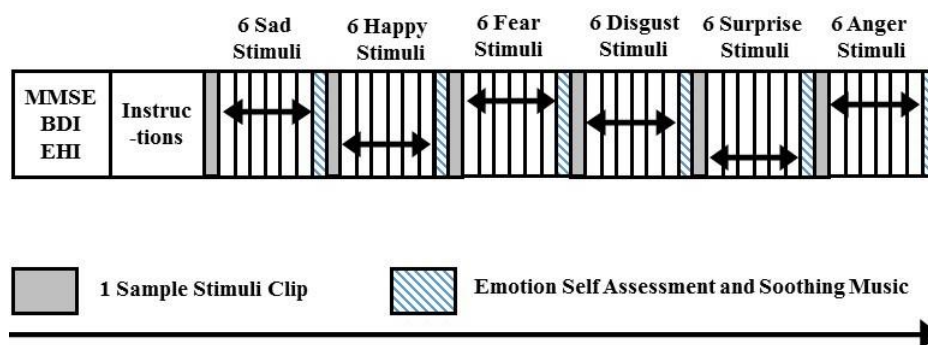 6 Sad
Stimuli
6 Happy
Stimuli
6 Fear
Stimuli
6 Disgust
Stimuli
6 Surprise
Stimuli
6 Anger
Stimuli
MMSE
BDI
EHI
Instruc
-tions
1 Sample Stimuli Clip
Emotion Self Assessment and Soothing Music